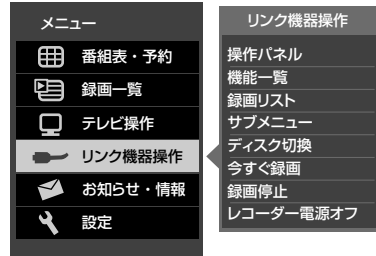 メニュー
番組表・予約
録画一覧
テレビ操作
リンク機器操作
お知らせ・情報
設定
リンク機器操作
操作パネル
機能一覧
録画リスト
サブメニュー
ディスク切換
今すぐ録画
録画停止
レコーダー電源オフ